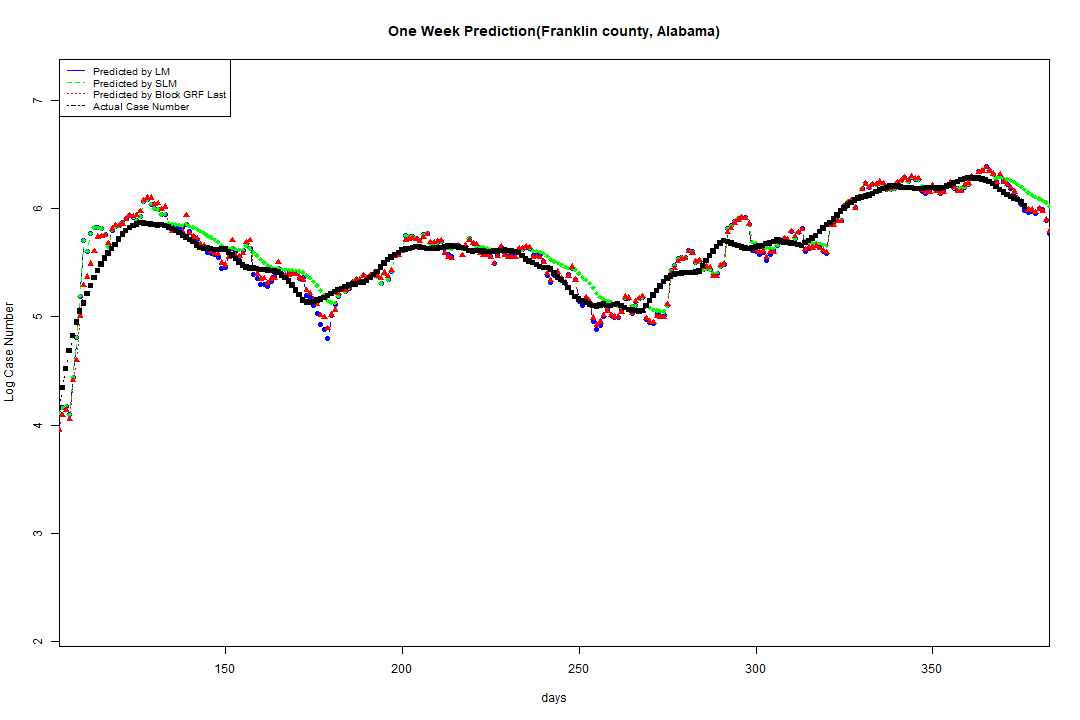 One Week Prediction(Franklin county, Alabama)
Predicted by LM
Predicted by SLM
Predicted by Block GRF Last
Actual Case Number
7
6
5
4
3
2
Log Case Number
150
200
250
300
350
days